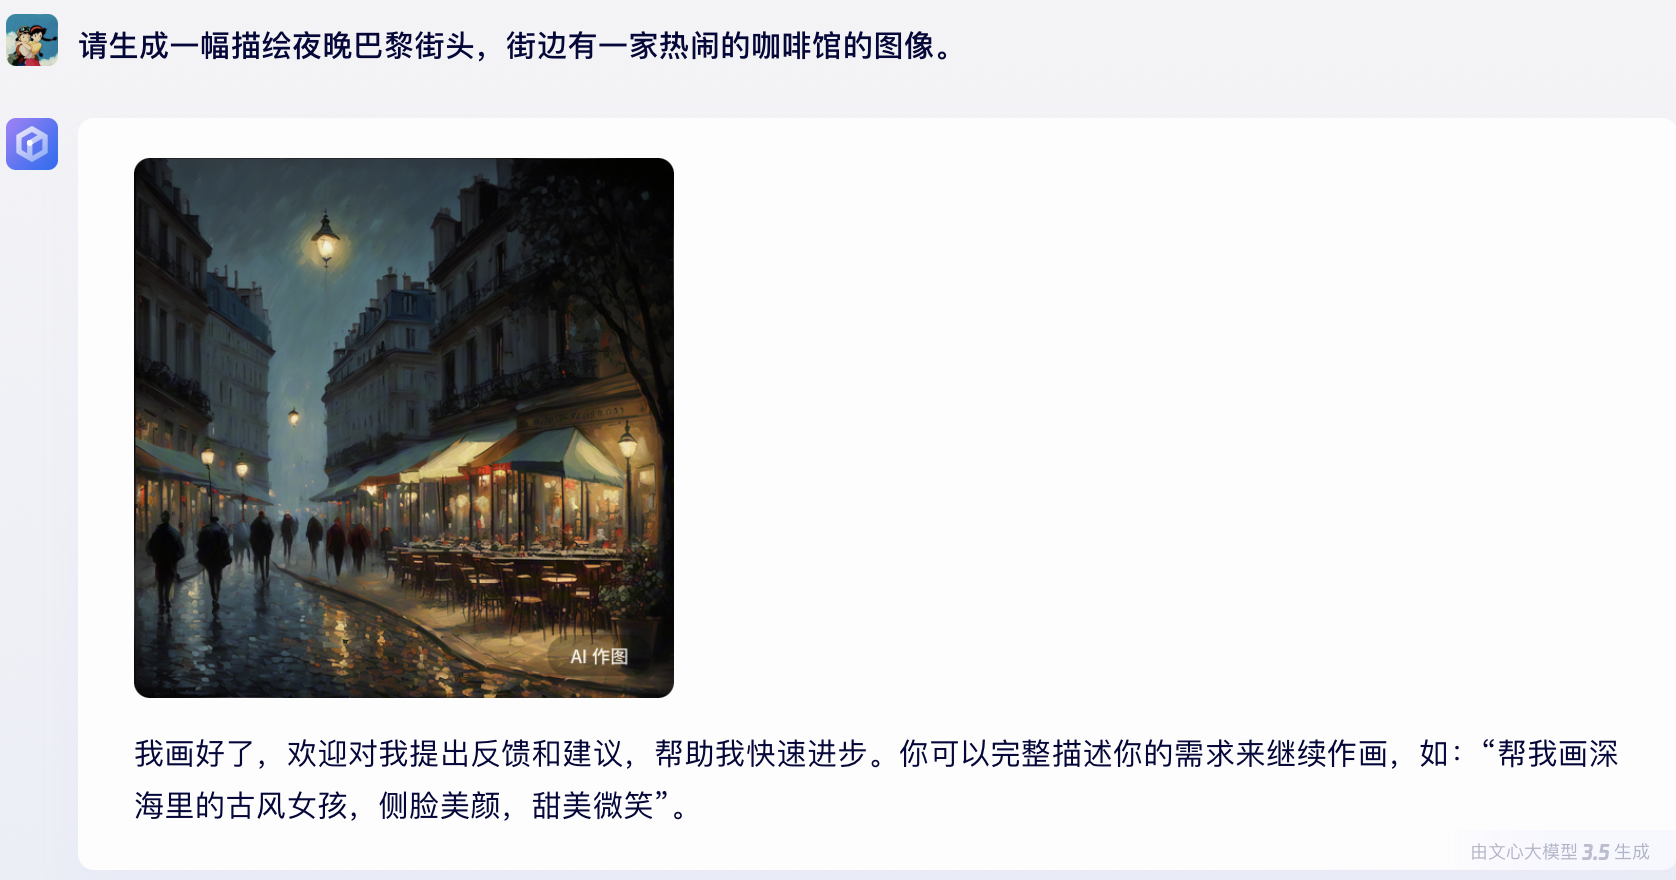 请生成一幅描绘夜晚巴黎街头，街边有一家热闹的咖啡馆的图像。
AI 作图
我画好了，欢迎对我提出反馈和建议，帮助我快速进步。你可以完整描述你的需求来继续作画，如：“帮我画深
海里的古风女孩，侧脸美颜，甜美微笑”。
由文心大模型 3.5 生成